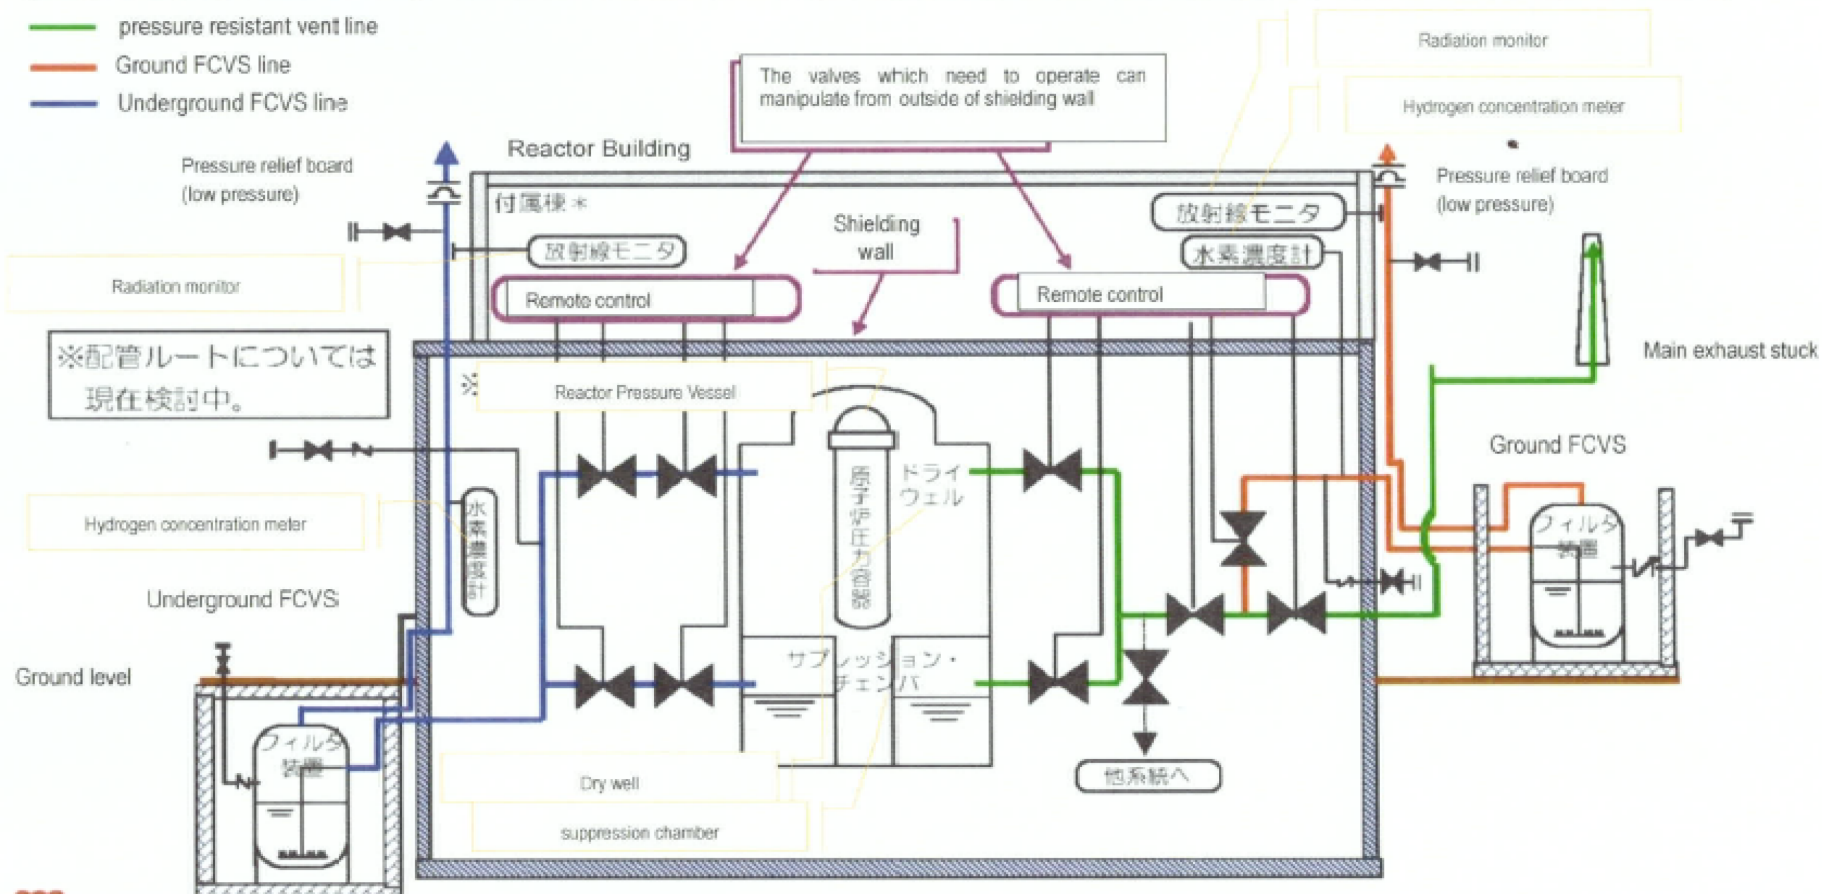 pressure resistant vent line
Ground FCVS line
Underground FCVS line
The valves which need to operate can
manipulate from outside of shielding wall
Radiation monitor
Hydrogen concentration meter
Pressure relief board
(low pressure)
Reactor Building
付属棟*
放射線モニタ
Shielding
wall
放射線モニタ
水素濃度計
Pressure relief board
(low pressure)
Radiation monitor
Remote control
Remote control
※配管ルートについては
現在検討中。
※
Reactor Pressure Vessel
Main exhaust stuck
Ground FCVS
原子炉圧力容器
ドライ
ウェル
Hydrogen concentration meter
水素濃度計
フィルタ
装置
Underground FCVS
サプレッション・
チェンバ
Ground level
フィルタ
装置
Dry well
suppression chamber
他系統へ